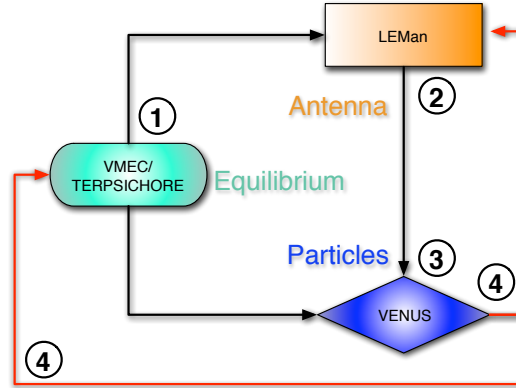 LEMan
1
2
Antenna
VMEC/
TERPSICHORE
Equilibrium
Particles
3
4
VENUS
4